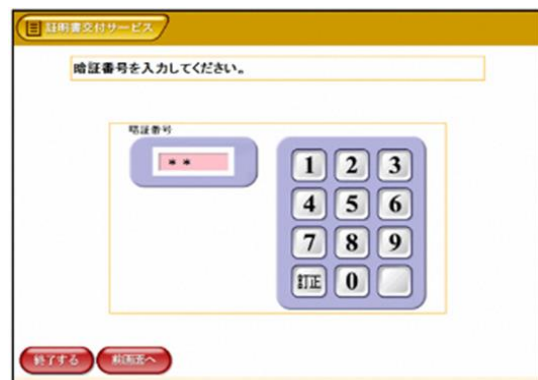 証明書交付サービス
暗証番号を入力してください。
暗証番号
**
1 2 3
4 5 6
7 8 9
訂正 0
終了する 前画面へ